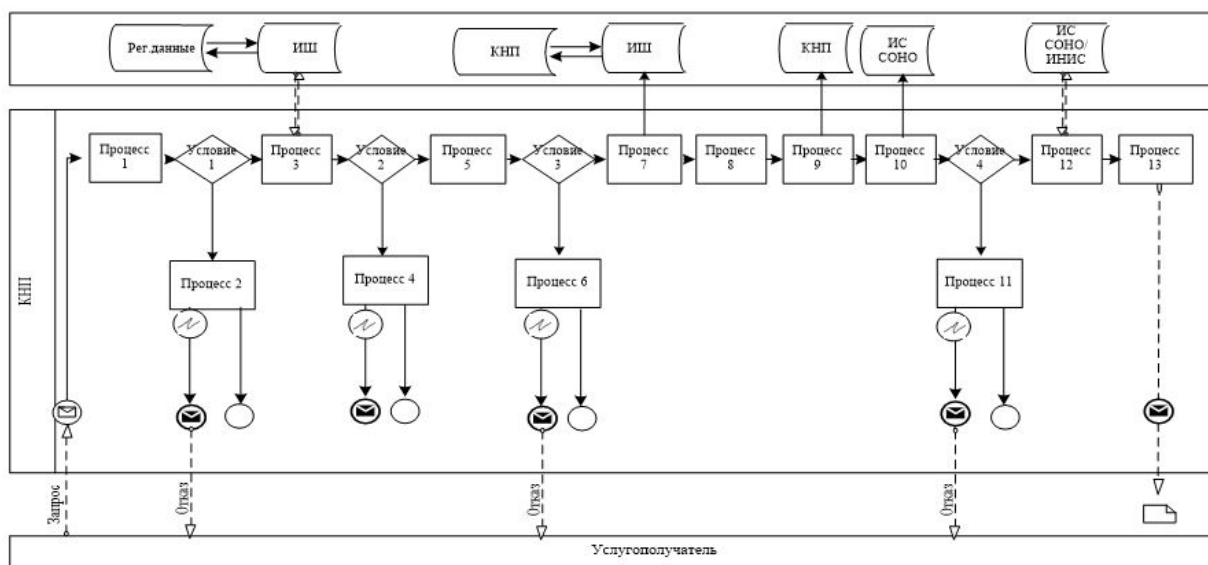 Рег.данные
ИШ
КНП
ИШ
КНП
ИС
СОНО
ИС
СОНО/
ИНИС
КНП
Процесс
1
Условие
1
Процесс
3
Условие
2
Процесс
5
Условие
3
Процесс
7
Процесс
8
Процесс
9
Процесс
10
Условие
4
Процесс
12
Процесс
13
Процесс 2
Процесс 4
Процесс 6
Процесс 11
Запрос
Отказ
Отказ
Отказ
Услугополучатель